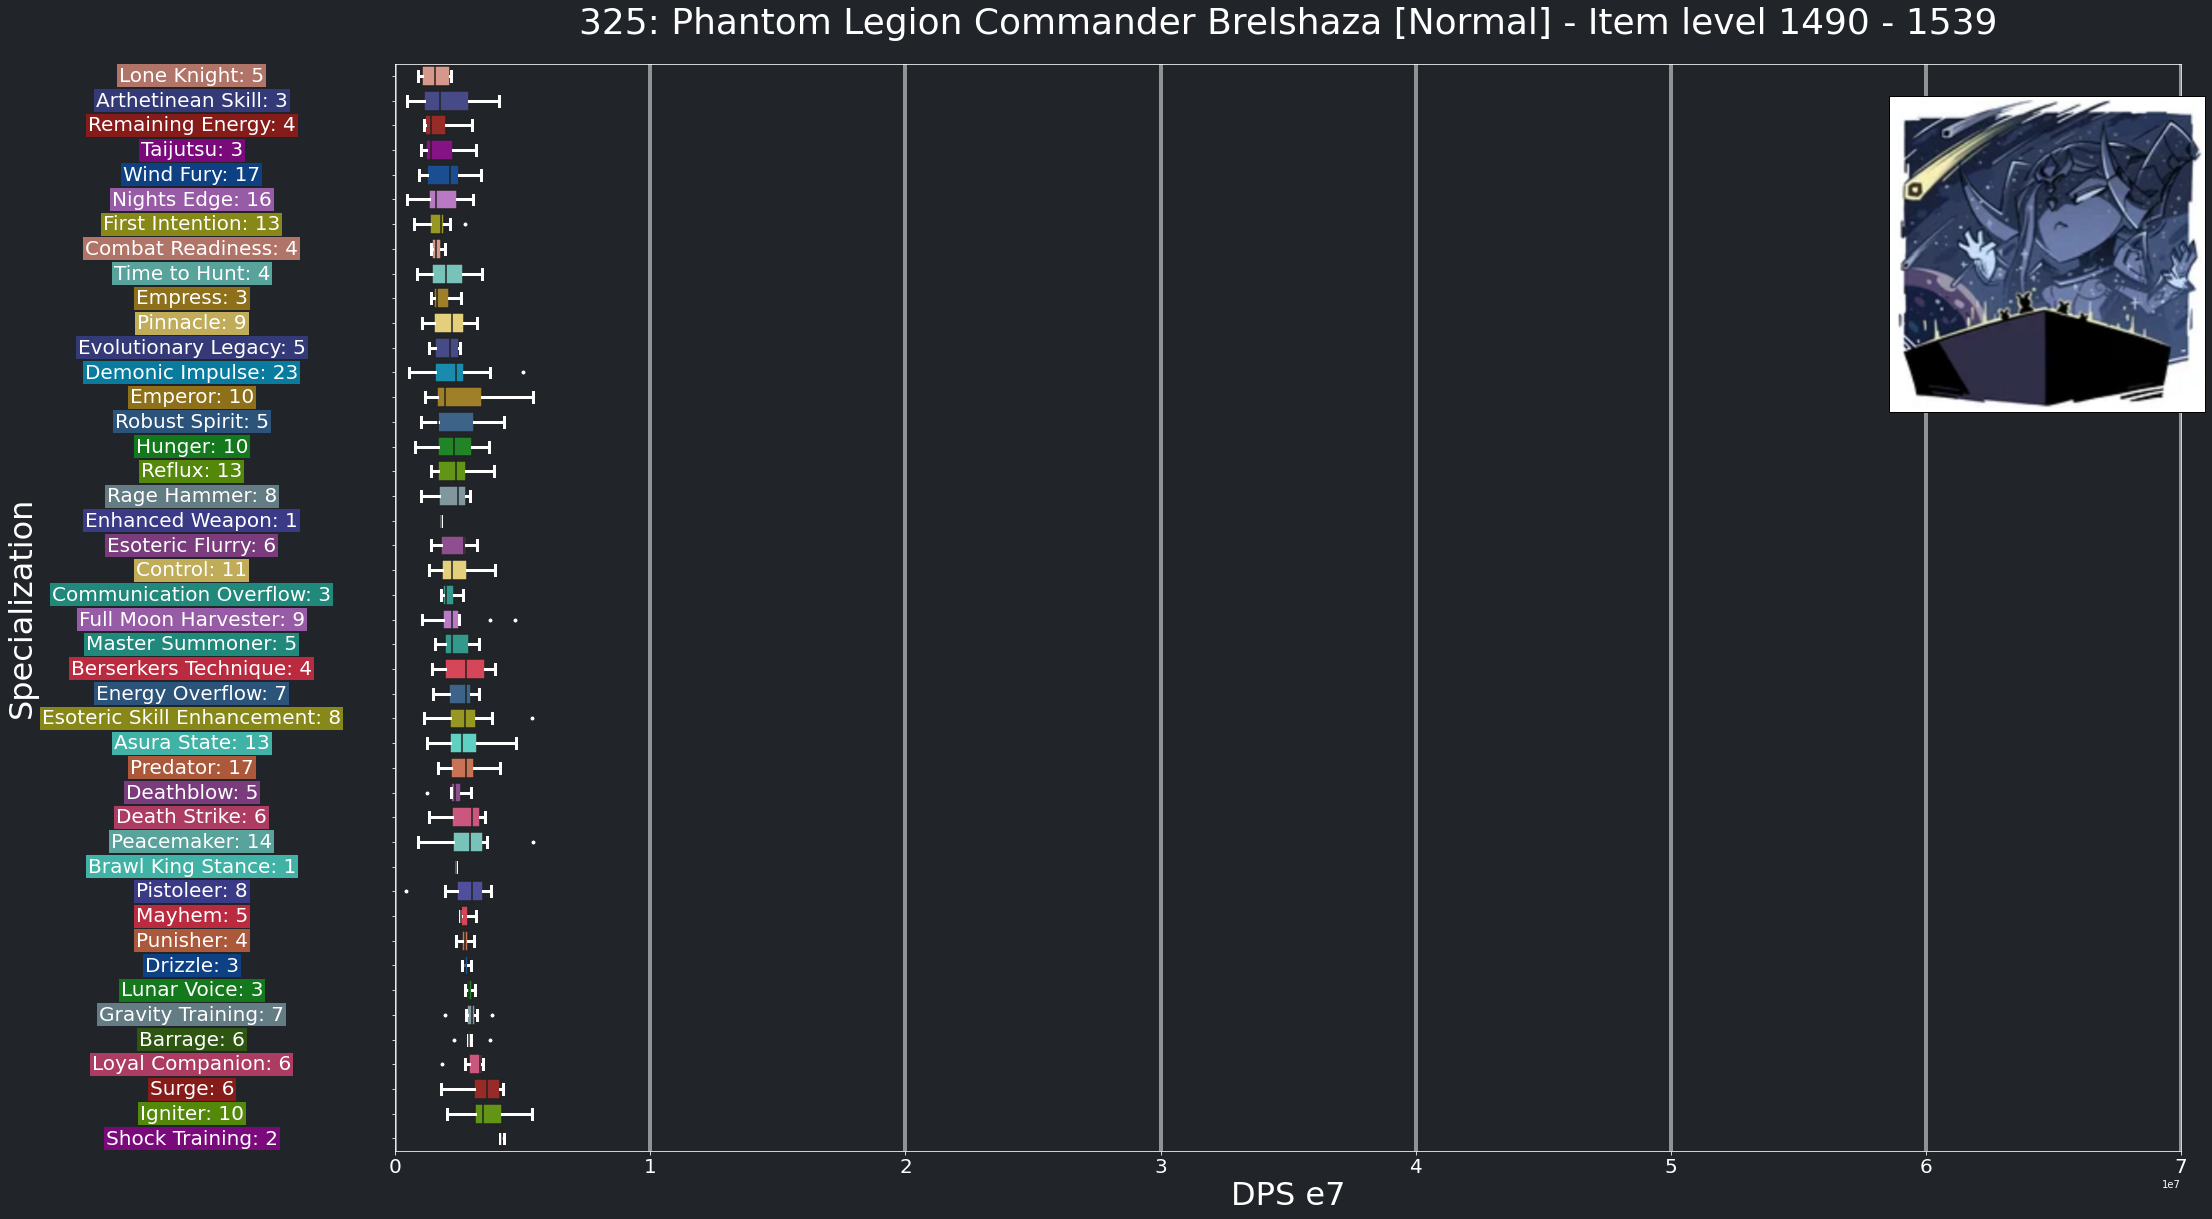 325: Phantom Legion Commander Brelshaza [Normal] - Item level 1490 - 1539
Lone Knight: 5
Arthetinean Skill: 3
Remaining Energy: 4
Taijutsu: 3
Wind Fury: 17
Nights Edge: 16
First Intention: 13
Combat Readiness: 4
Time to Hunt: 4
Empress: 3
Pinnacle: 9
Evolutionary Legacy: 5
Demonic Impulse: 23
Emperor: 10
Robust Spirit: 5
Hunger: 10
Reflux: 13
Rage Hammer: 8
Enhanced Weapon: 1
Esoteric Flurry: 6
Control: 11
Communication Overflow: 3
Full Moon Harvester: 9
Master Summoner: 5
Berserkers Technique: 4
Energy Overflow: 7
Esoteric Skill Enhancement: 8
Asura State: 13
Predator: 17
Deathblow: 5
Death Strike: 6
Peacemaker: 14
Brawl King Stance: 1
Pistoleer: 8
Mayhem: 5
Punisher: 4
Drizzle: 3
Lunar Voice: 3
Gravity Training: 7
Barrage: 6
Loyal Companion: 6
Surge: 6
Igniter: 10
Shock Training: 2
Specialization
0 1 2 3 4 5 6 7
1e7
DPS e7